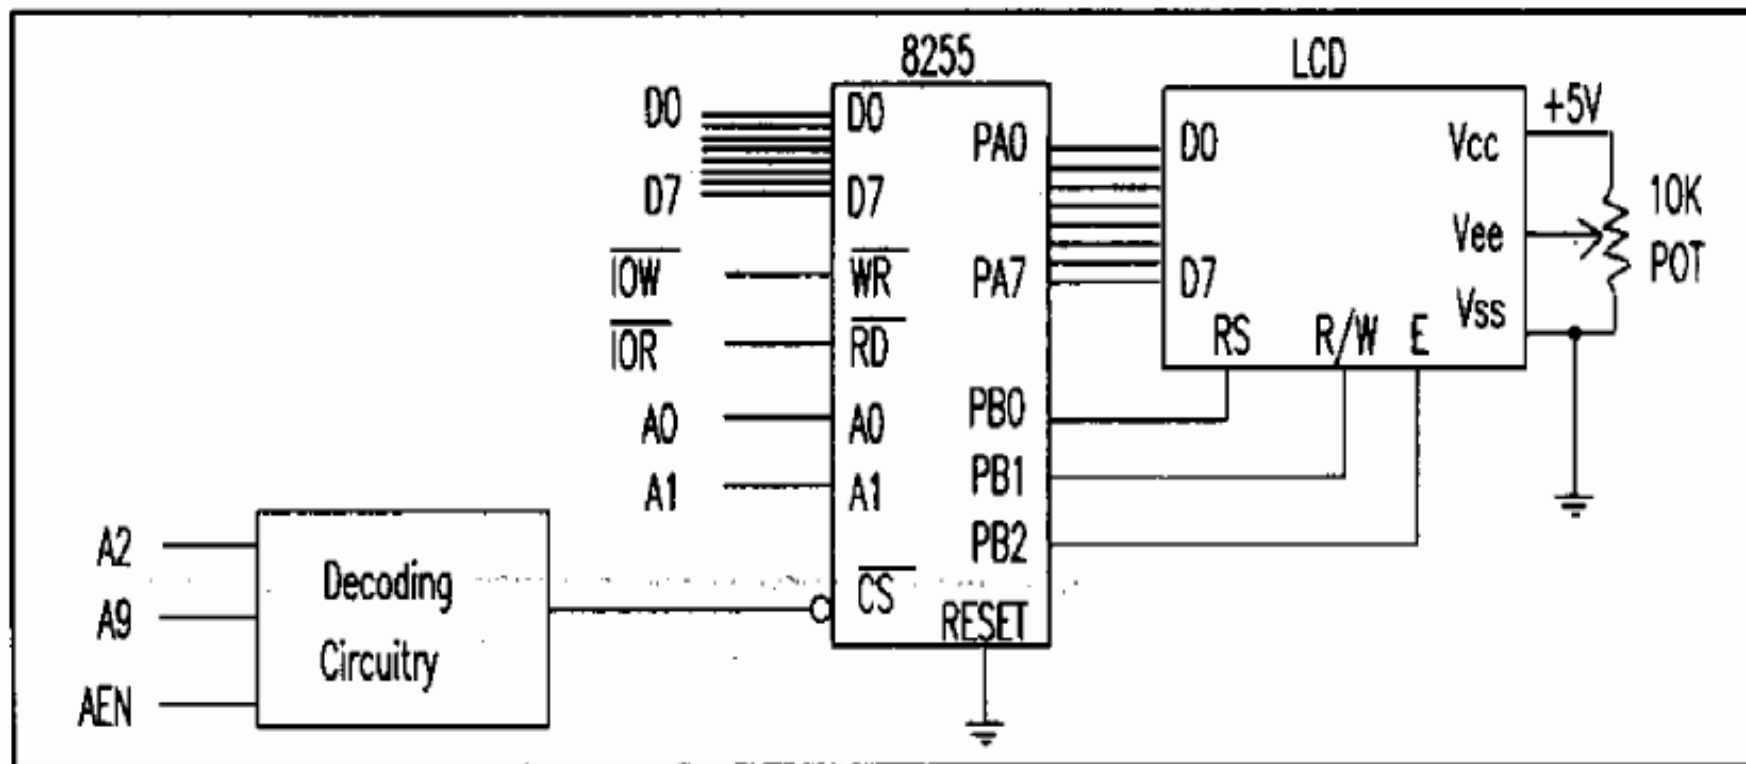 8255
LCD
D0
D7
IOW
IOR
A0
A1
D0
D7
WR
RD
A0
A1
CS
RESET
PA0
PA7
PB0
PB1
PB2
D0
D7
RS
R/W
E
Vcc
Vee
Vss
+5V
10K
POT
A2
A9
AEN
Decoding
Circuitry